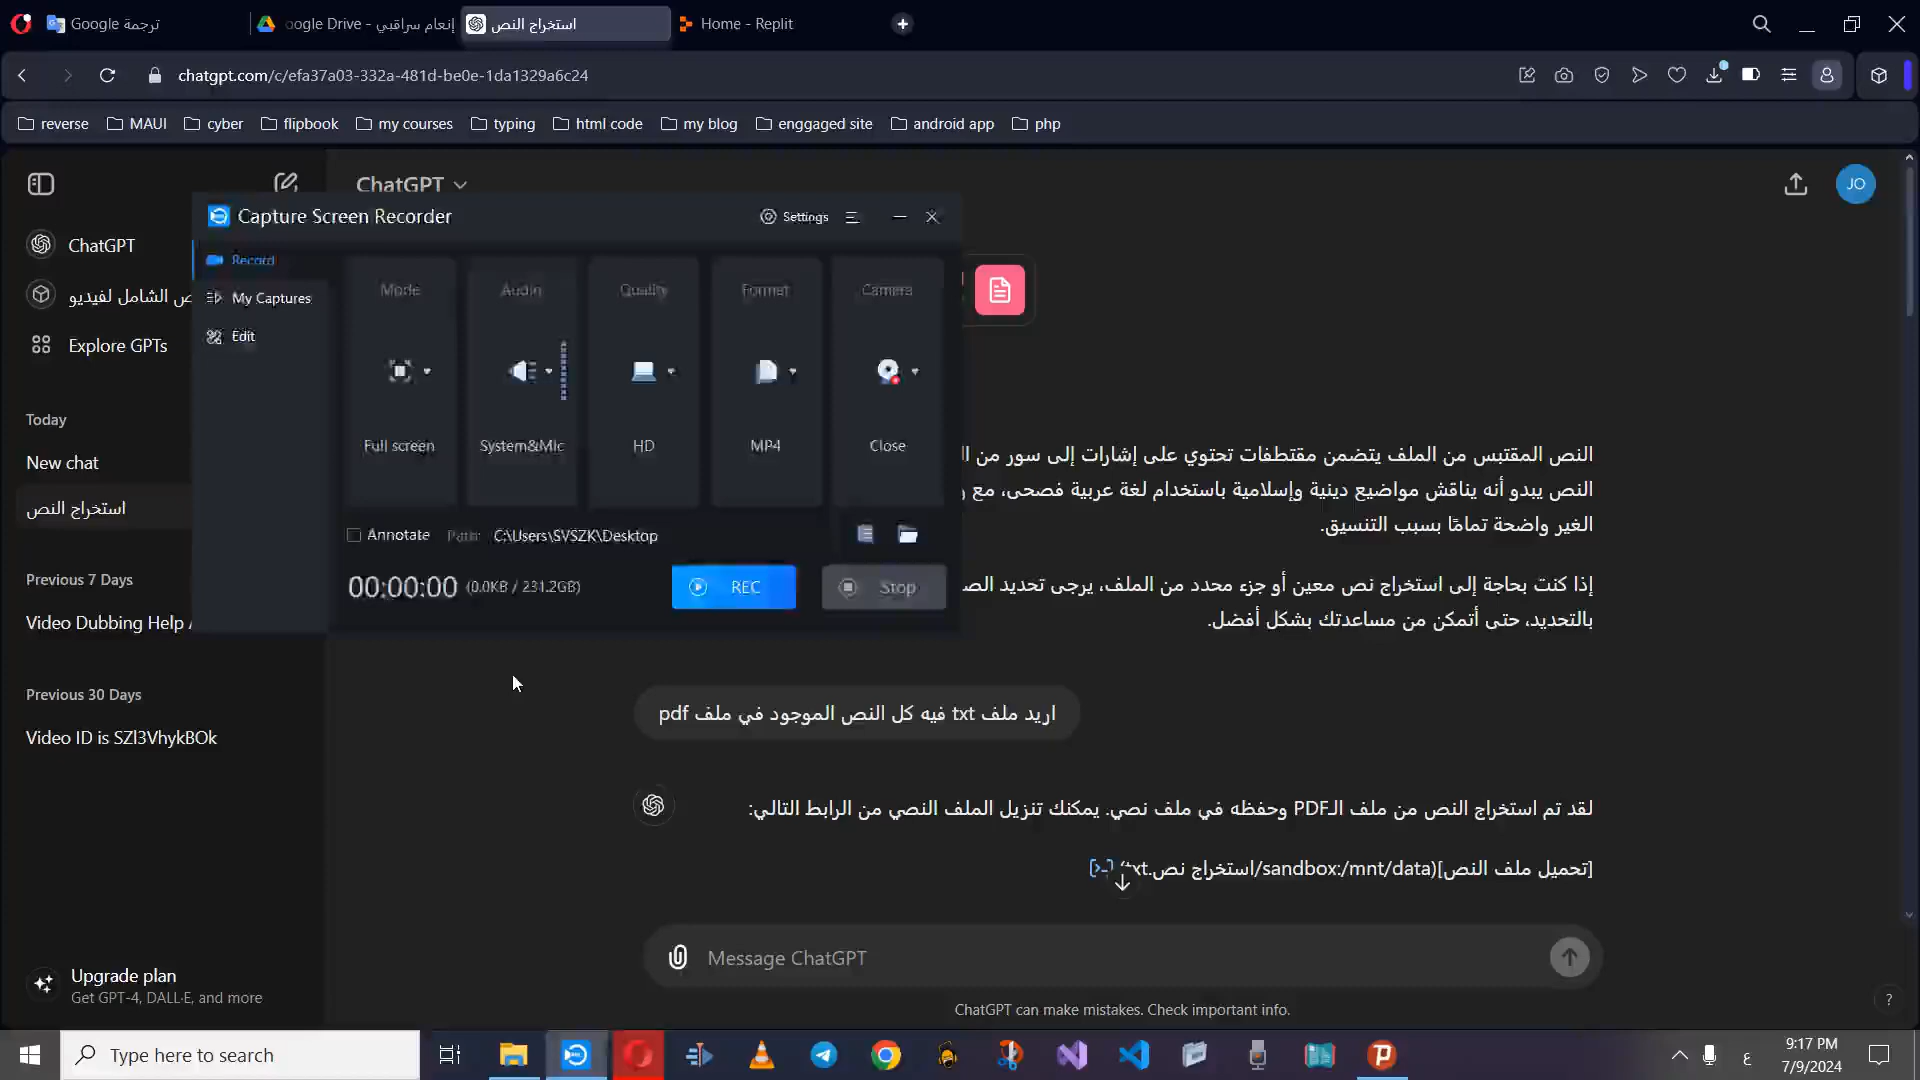 ترجمة Google
إنعام سراقبي - oogle Drive
استخراج النص
Home - Replit
chatgpt.com/c/efa37a03-332a-481d-be0e-1da1329a6c24
reverse
MAUI
cyber
flipbook
my courses
typing
html code
my blog
enggaged site
android app
php
ChatGPT
JO
ChatGPT
ص الشامل لفيديو
Explore GPTs
Today
New chat
استخراج النص
Previous 7 Days
Video Dubbing Help
Previous 30 Days
Video ID is SZl3VhykBOk
Upgrade plan
Get GPT-4, DALL·E, and more
Capture Screen Recorder
Settings
Record
My Captures
Edit
Mode
Audio
Quality
Format
Camera
Full screen
System&Mic
HD
MP4
Close
Annotate
Path:
C:\Users\SVSZK\Desktop
00:00:00
(0.0KB / 231.2GB)
REC
Stop
النص المقتبس من الملف يتضمن مقتطفات تحتوي على إشارات إلى سور من
النص يبدو أنه يناقش مواضيع دينية وإسلامية باستخدام لغة عربية فصحى، مع
الغير واضحة تمامًا بسبب التنسيق.
إذا كنت بحاجة إلى استخراج نص معين أو جزء محدد من الملف، يرجى تحديد الصـ
بالتحديد، حتى أتمكن من مساعدتك بشكل أفضل.
اريد ملف txt فيه كل النص الموجود في ملف pdf
لقد تم استخراج النص من ملف الـPDF وحفظه في ملف نصي. يمكنك تنزيل الملف النصي من الرابط التالي:
[تحميل ملف النص](sandbox:/mnt/data/استخراج نص.txt)
Message ChatGPT
ChatGPT can make mistakes. Check important info.
?
Type here to search
ع
9:17 PM
7/9/2024